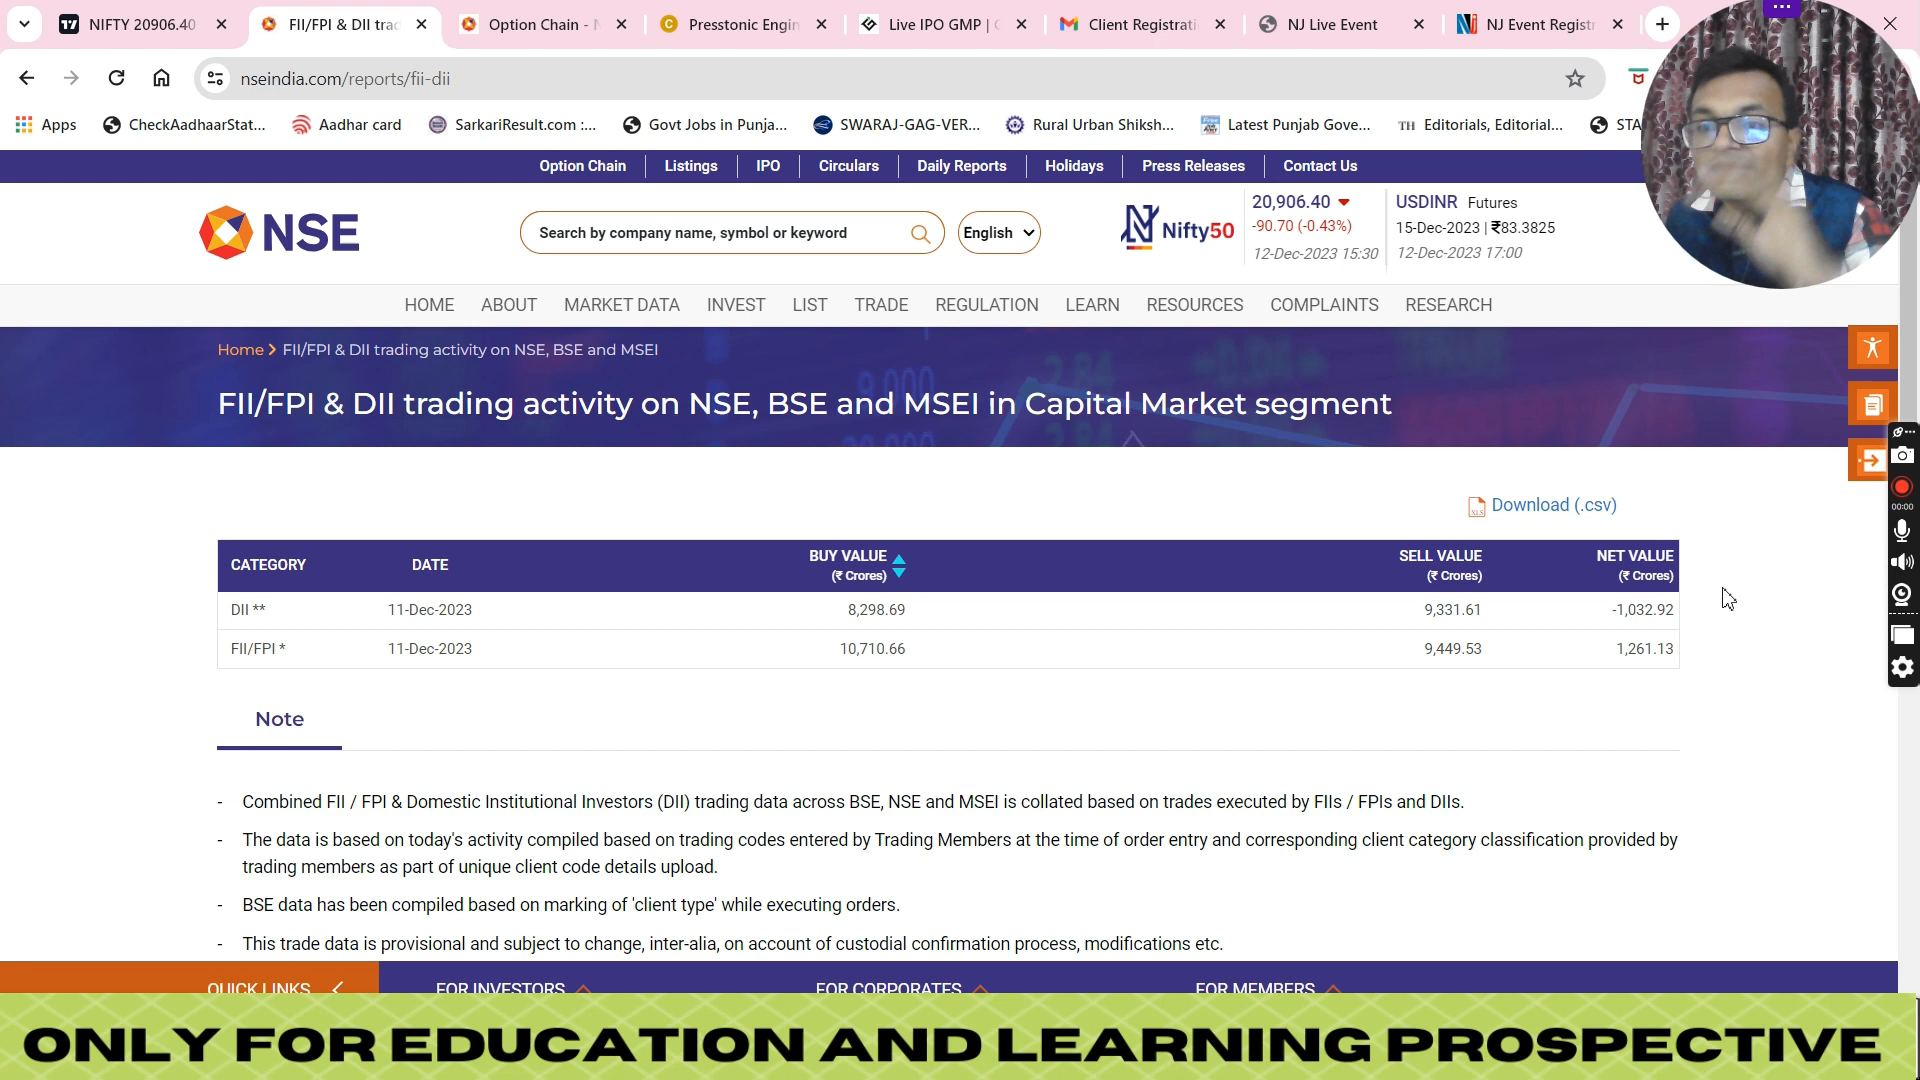 NIFTY 20906.40
FII/FPI & DII trad
Option Chain - N
Presstonic Engin
Live IPO GMP |
Client Registrati
NJ Live Event
NJ Event Registr
nseindia.com/reports/fii-dii
Apps
CheckAadhaarStat...
Aadhar card
SarkariResult.com :...
Govt Jobs in Punja...
SWARAJ-GAG-VER...
Rural Urban Shiksh...
Latest Punjab Gove...
TH Editorials, Editorial...
STA
Option Chain
Listings
IPO
Circulars
Daily Reports
Holidays
Press Releases
Contact Us
NSE
Search by company name, symbol or keyword
English
Nifty50
20,906.40
-90.70 (-0.43%)
12-Dec-2023 15:30
USDINR Futures
15-Dec-2023 | ₹83.3825
12-Dec-2023 17:00
HOME ABOUT MARKET DATA INVEST LIST TRADE REGULATION LEARN RESOURCES COMPLAINTS RESEARCH
Home > FII/FPI & DII trading activity on NSE, BSE and MSEI
FII/FPI & DII trading activity on NSE, BSE and MSEI in Capital Market segment
Download (.csv)
CATEGORY DATE BUY VALUE (₹ Crores) SELL VALUE (₹ Crores) NET VALUE (₹ Crores)
DII ** 11-Dec-2023 8,298.69 9,331.61 -1,032.92
FII/FPI * 11-Dec-2023 10,710.66 9,449.53 1,261.13
00:00
Note
- Combined FII / FPI & Domestic Institutional Investors (DII) trading data across BSE, NSE and MSEI is collated based on trades executed by FIIs / FPIs and DIIs.
- The data is based on today's activity compiled based on trading codes entered by Trading Members at the time of order entry and corresponding client category classification provided by
trading members as part of unique client code details upload.
- BSE data has been compiled based on marking of 'client type' while executing orders.
- This trade data is provisional and subject to change, inter-alia, on account of custodial confirmation process, modifications etc.
QUICK LINKS
FOR INVESTORS
FOR CORPORATES
FOR MEMBERS
ONLY FOR EDUCATION AND LEARNING PROSPECTIVE